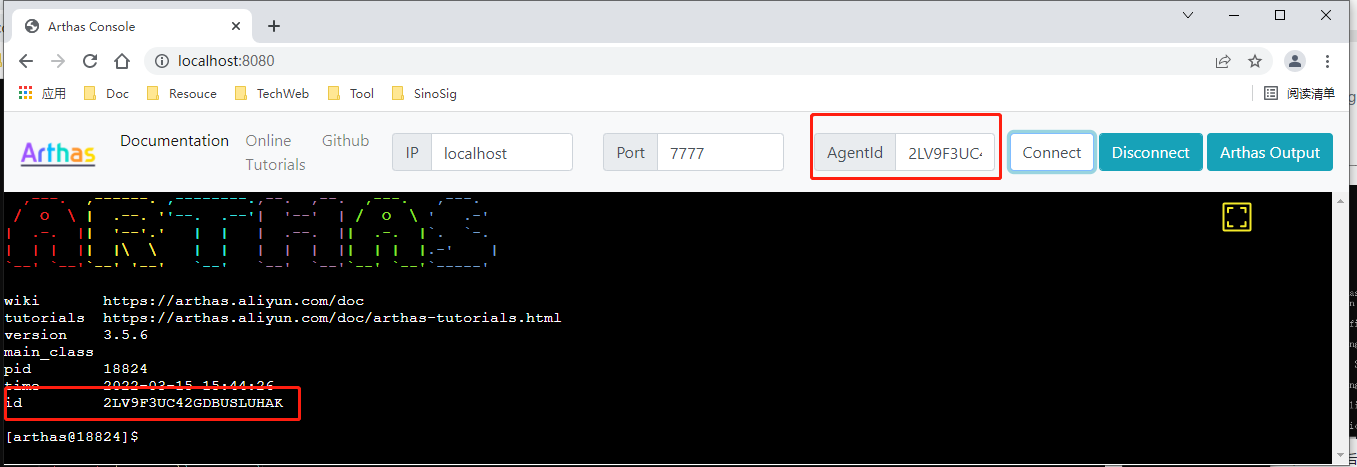 Arthas Console
localhost:8080
应用 Doc Resouce TechWeb Tool SinoSig 阅读清单
Arthas Documentation Online Tutorials Github IP localhost Port 7777 AgentId 2LV9F3UC4 Connect Disconnect Arthas Output
ARTHAS
wiki https://arthas.aliyun.com/doc
tutorials https://arthas.aliyun.com/doc/arthas-tutorials.html
version 3.5.6
main_class
pid 18824
time 2022-03-15 15:44:26
id 2LV9F3UC42GDBUSLUHAK
[arthas@18824]$